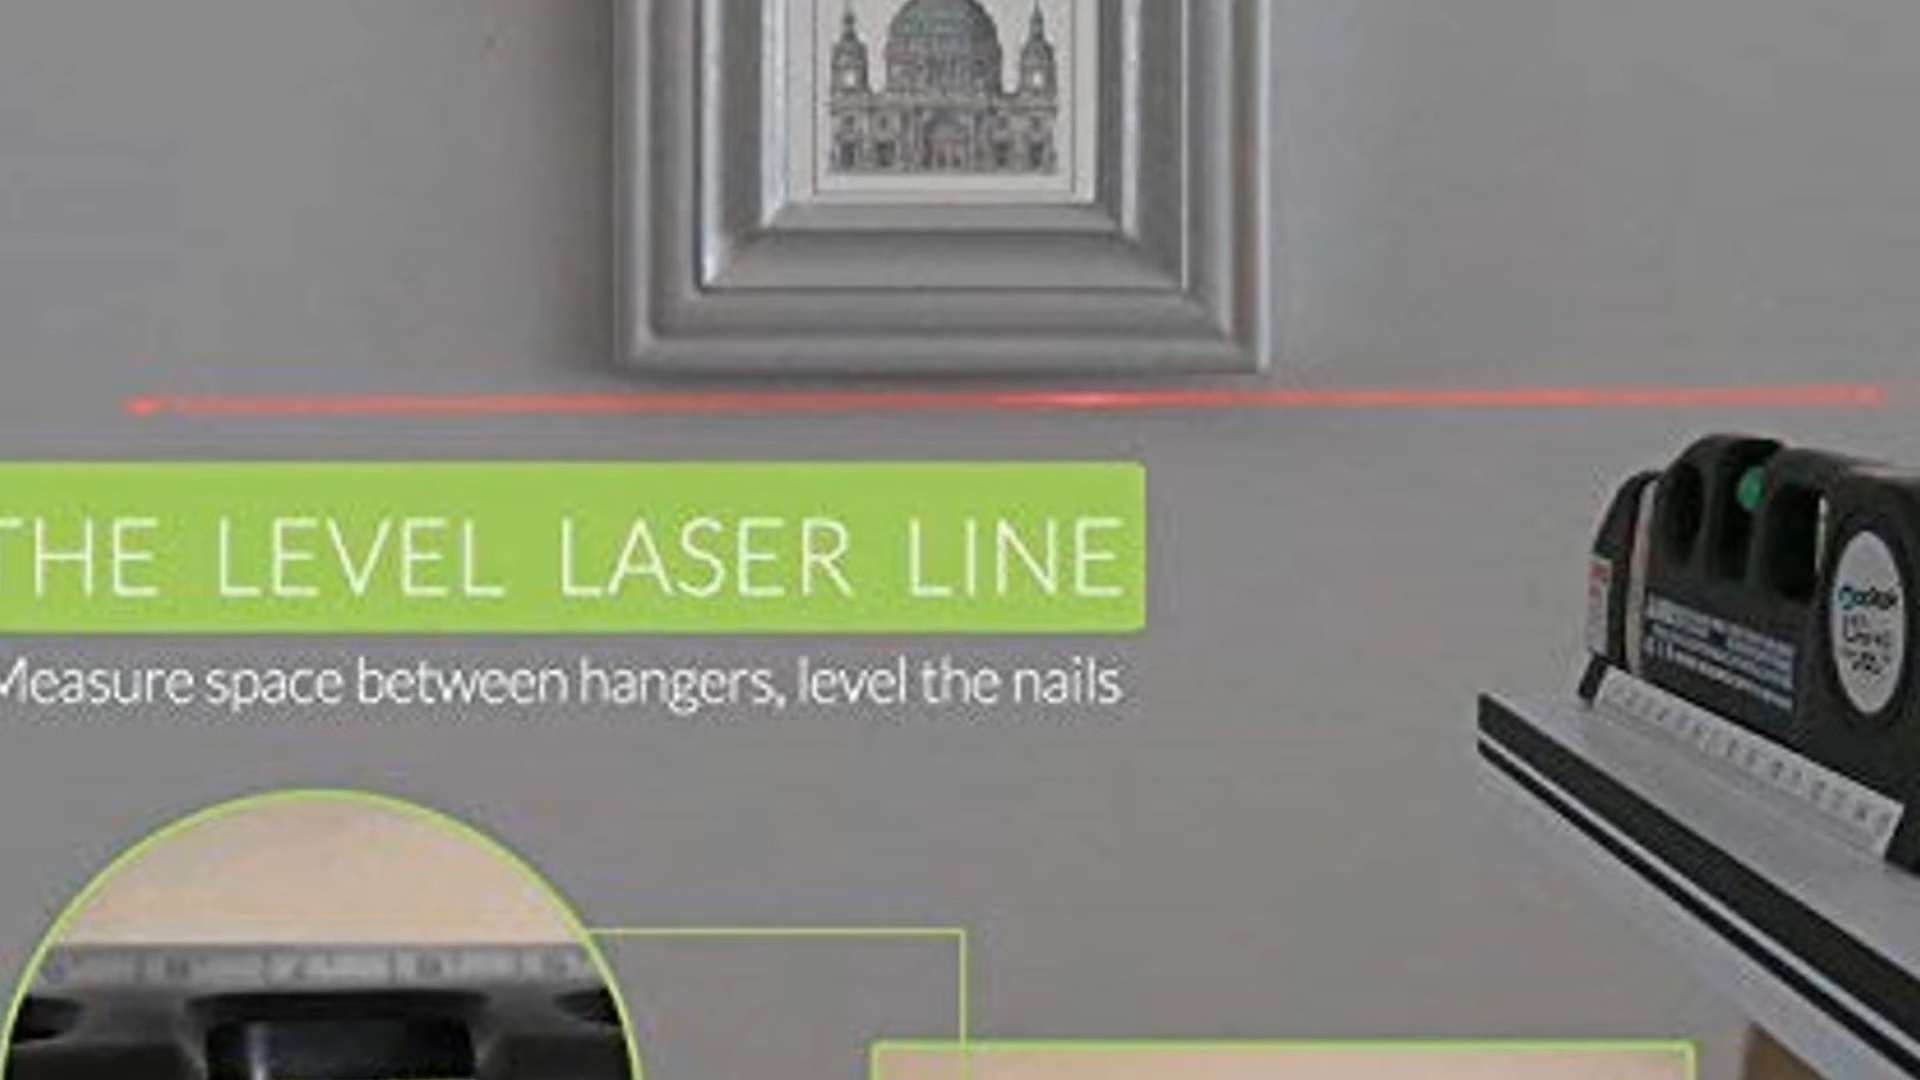 THE LEVEL LASER LINE
Measure space between hangers, level the nails